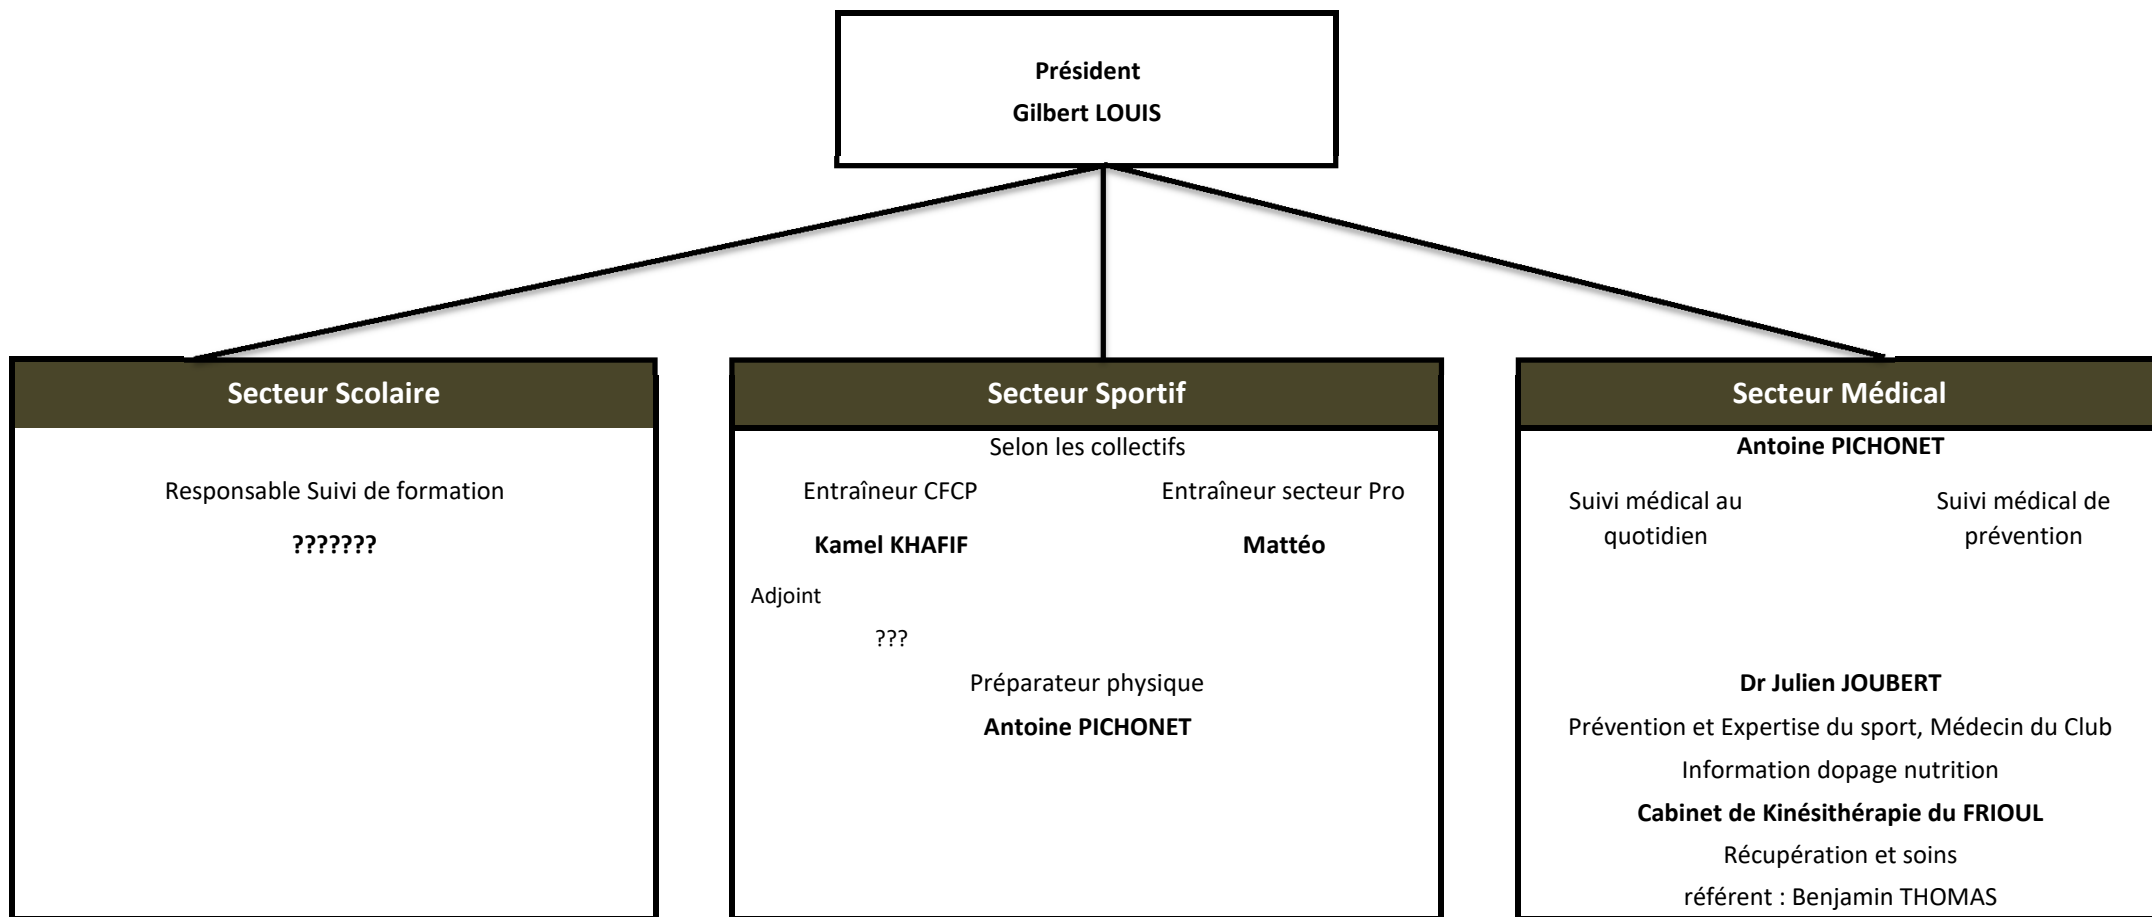 Président
Gilbert LOUIS
Secteur Scolaire
Responsable Suivi de formation
???????
Secteur Sportif
Selon les collectifs
Entraîneur CFCP
Kamel KHAFIF
Entraîneur secteur Pro
Mattéo
Adjoint
???
Préparateur physique
Antoine PICHONET
Secteur Médical
Antoine PICHONET
Suivi médical au
quotidien
Suivi médical de
prévention
Dr Julien JOUBERT
Prévention et Expertise du sport, Médecin du Club
Information dopage nutrition
Cabinet de Kinésithérapie du FRIOUL
Récupération et soins
référent : Benjamin THOMAS